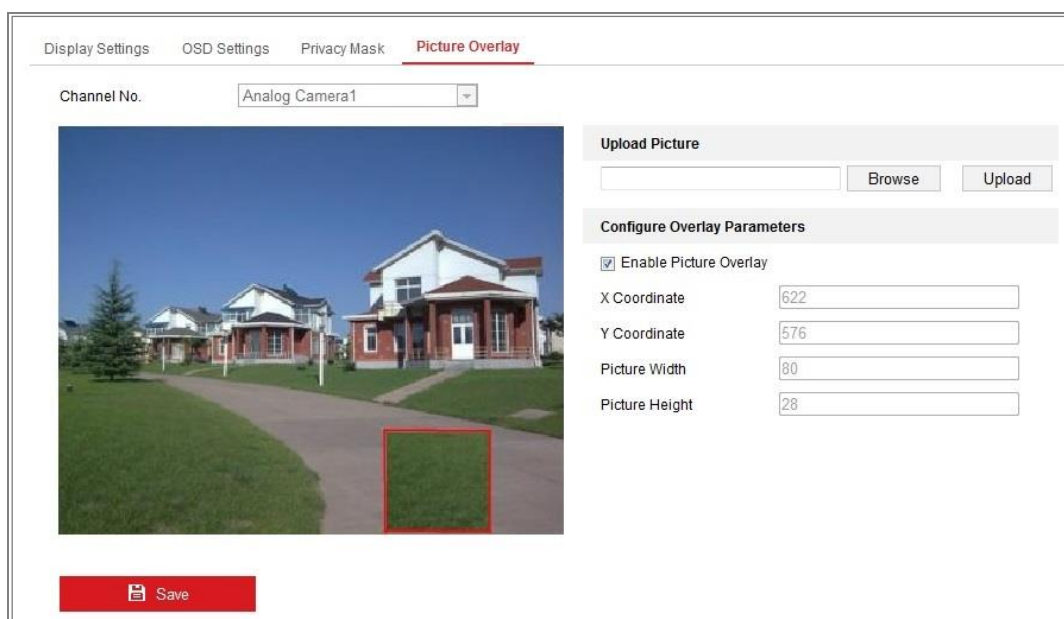 Display Settings OSD Settings Privacy Mask Picture Overlay
Channel No. Analog Camera1
Upload Picture
Browse Upload
Configure Overlay Parameters
Enable Picture Overlay
X Coordinate 622
Y Coordinate 576
Picture Width 80
Picture Height 28
Save